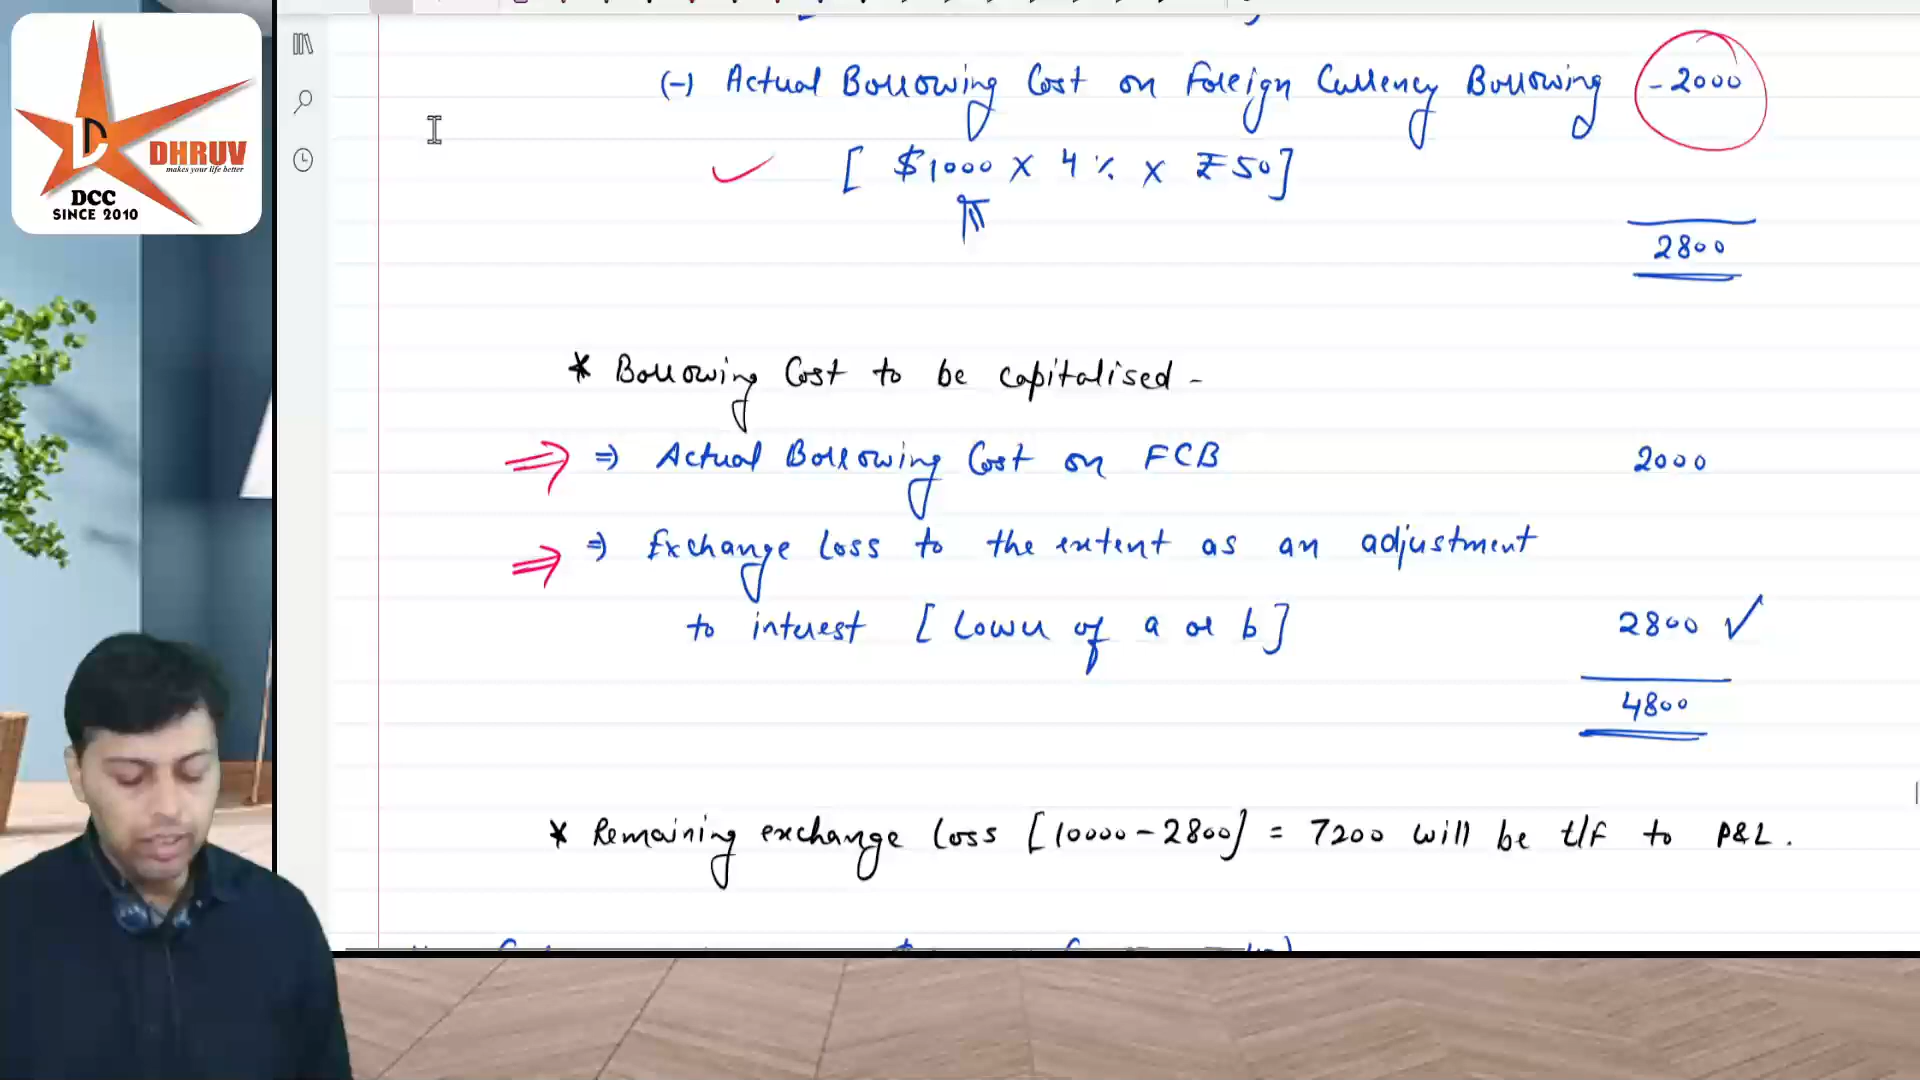 DHRUV
makes your life better
DCC
SINCE 2010
(-) Actual Borrowing Cost on Foreign Currency Borrowing -2000
[ $1000 x 4% x ₹50]
2800
* Borrowing Cost to be capitalised -
⇒ Actual Borrowing Cost on FCB 2000
⇒ Exchange Loss to the extent as an adjustment
to interest [Lower of a or b] 2800 ✓
4800
* Remaining exchange loss [10000-2800] = 7200 will be t/f to P&L.